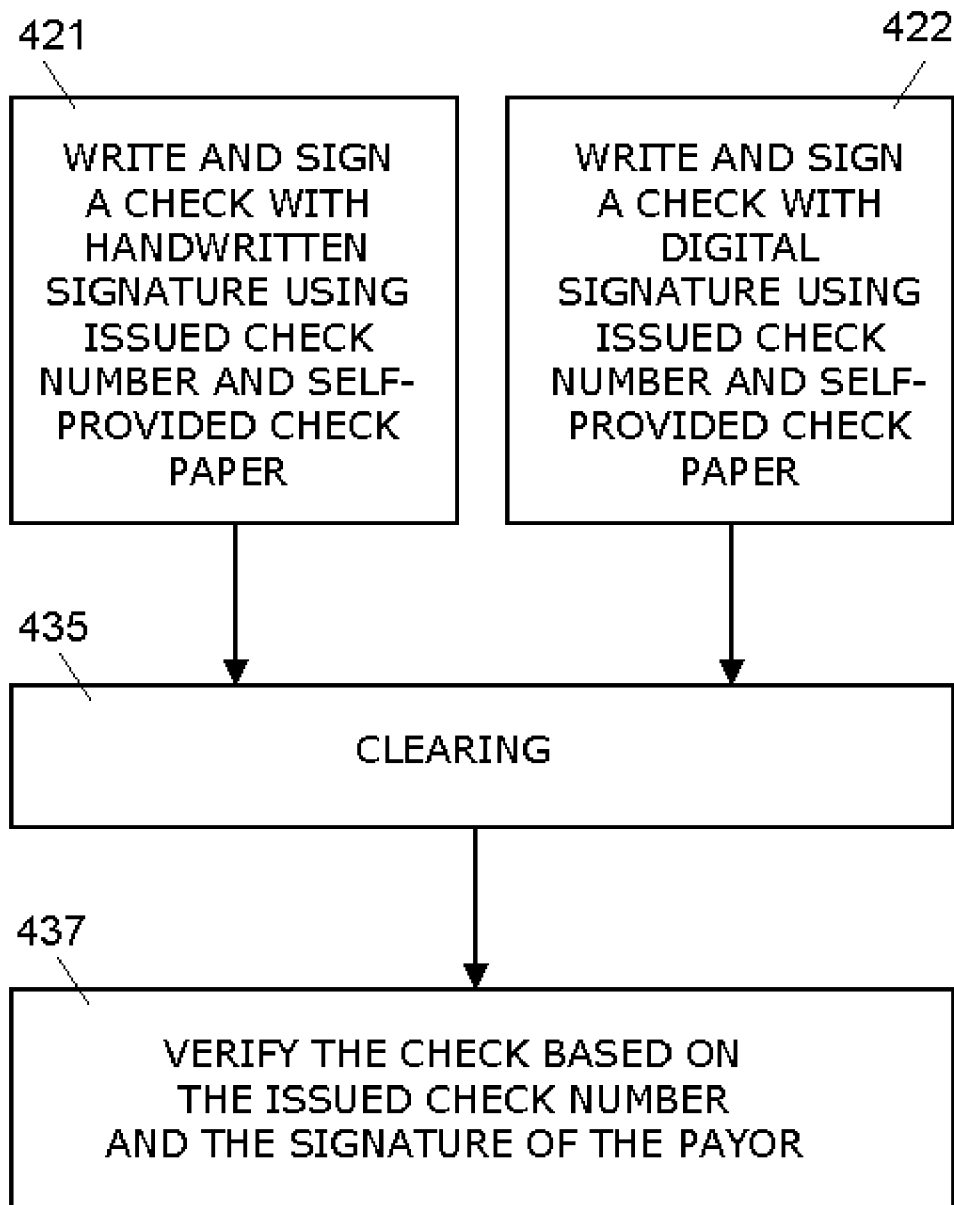 421
WRITE AND SIGN
A CHECK WITH
HANDWRITTEN
SIGNATURE USING
ISSUED CHECK
NUMBER AND SELF-
PROVIDED CHECK
PAPER
422
WRITE AND SIGN
A CHECK WITH
DIGITAL
SIGNATURE USING
ISSUED CHECK
NUMBER AND SELF-
PROVIDED CHECK
PAPER
435
CLEARING
437
VERIFY THE CHECK BASED ON
THE ISSUED CHECK NUMBER
AND THE SIGNATURE OF THE PAYOR